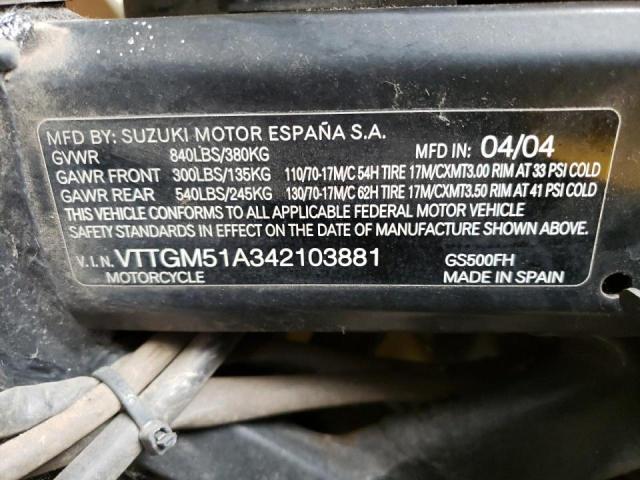 MFD BY: SUZUKI MOTOR ESPAÑA S.A.
GVWR 840LBS/380KG MFD IN: 04/04
GAWR FRONT 300LBS/135KG 110/70-17M/C 54H TIRE 17M/CXMT3.00 RIM AT 33 PSI COLD
GAWR REAR 540LBS/245KG 130/70-17M/C 62H TIRE 17M/CXMT3.50 RIM AT 41 PSI COLD
THIS VEHICLE CONFORMS TO ALL APPLICABLE FEDERAL MOTOR VEHICLE
SAFETY STANDARDS IN EFFECT ON THE DATE OF MANUFACTURE SHOWN ABOVE.
V.I.N. VTTGM51A342103881 GS500FH
MOTORCYCLE MADE IN SPAIN